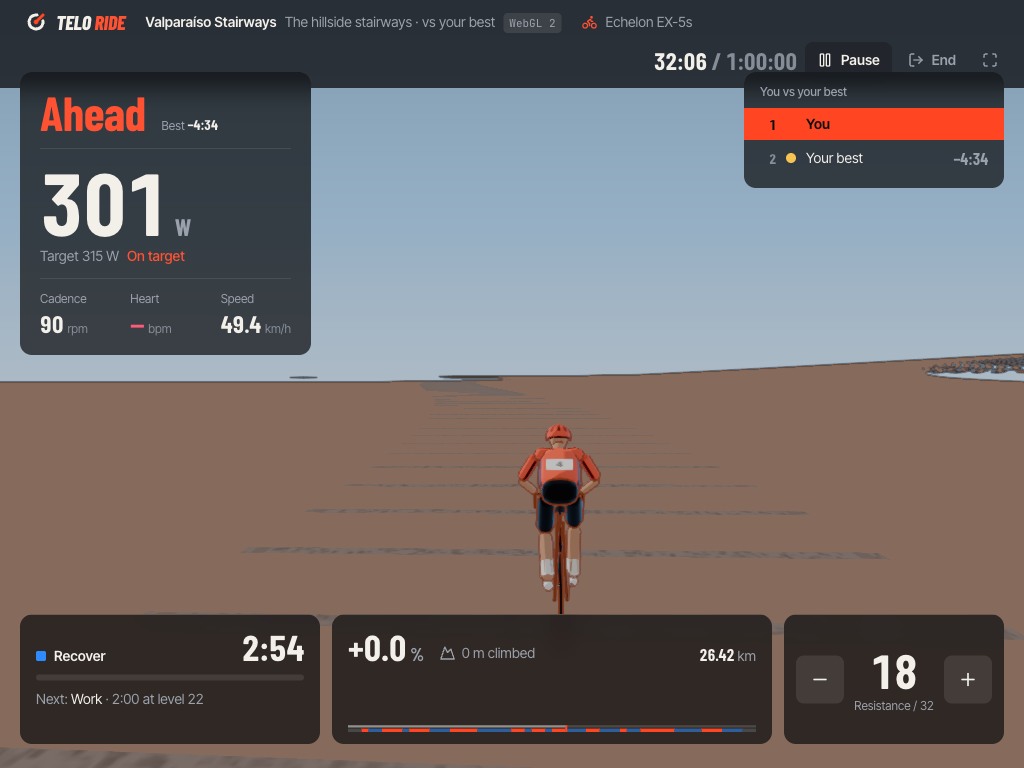 TELO RIDE Valparaíso Stairways The hillside stairways · vs your best WebGL 2 Echelon EX-5s
32:06 / 1:00:00 Pause End
Ahead Best −4:34
301 W
Target 315 W On target
Cadence Heart Speed
90 rpm — bpm 49.4 km/h
You vs your best
1 You
2 Your best −4:34
4
Recover 2:54
Next: Work · 2:00 at level 22
+0.0 % 0 m climbed 26.42 km
− 18 +
Resistance / 32